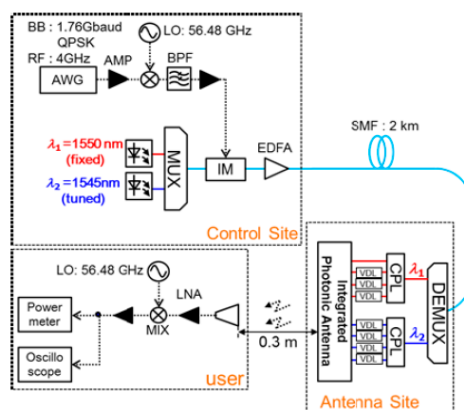 BB : 1.76Gbaud
QPSK
RF : 4GHz
LO: 56.48 GHz
AMP
BPF
AWG
λ1=1550 nm
(fixed)
λ2=1545nm
(tuned)
MUX
IM
EDFA
SMF : 2 km
Control Site
LO: 56.48 GHz
Power
meter
Oscillo
scope
MIX
LNA
user
0.3 m
Integrated
Photonic Antenna
VDL
VDL
VDL
CPL
λ1
VDL
VDL
VDL
VDL
CPL
λ2
DEMUX
Antenna Site